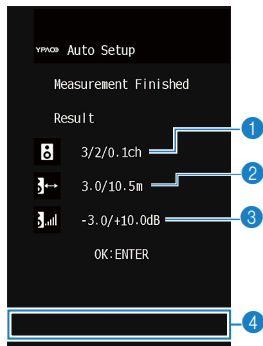 YPAO Auto Setup
Measurement Finished
Result
3/2/0.1ch 1
3.0/10.5m 2
-3.0/+10.0dB 3
OK:ENTER
4